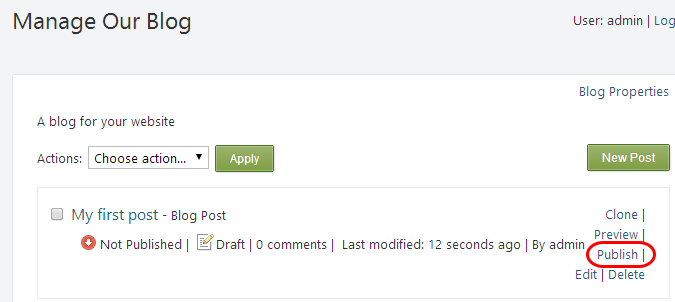 Manage Our Blog
User: admin | Log
Blog Properties
A blog for your website
Actions: Choose action... Apply
New Post
My first post - Blog Post
Clone |
Preview |
Not Published | Draft | 0 comments | Last modified: 12 seconds ago | By admin
Publish |
Edit | Delete